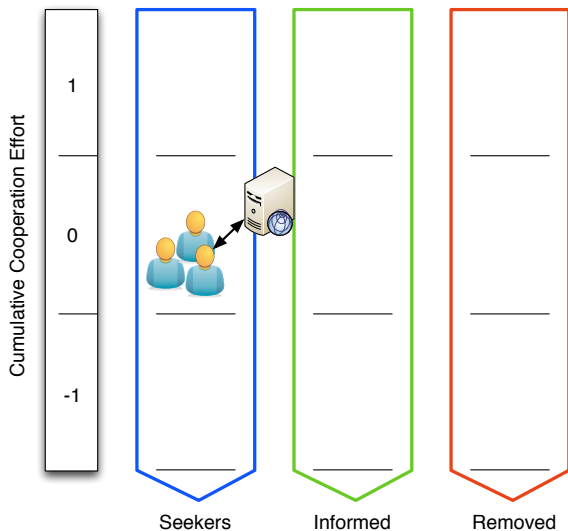 Cumulative Cooperation Effort
1
0
-1
Seekers
Informed
Removed